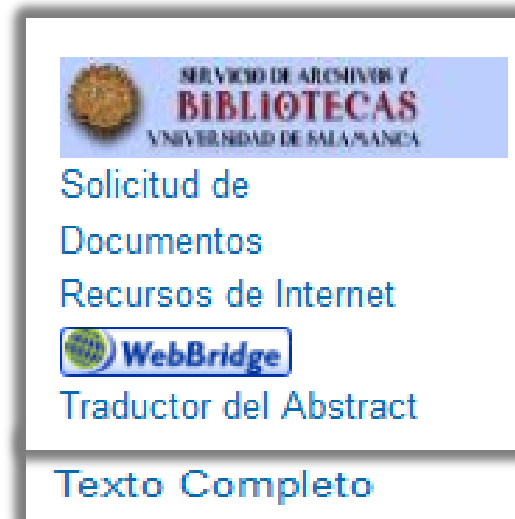 SERVICIO DE ARCHIVOS Y
BIBLIOTECAS
VNIVERSIDAD DE SALAMANCA
Solicitud de
Documentos
Recursos de Internet
WebBridge
Traductor del Abstract
Texto Completo